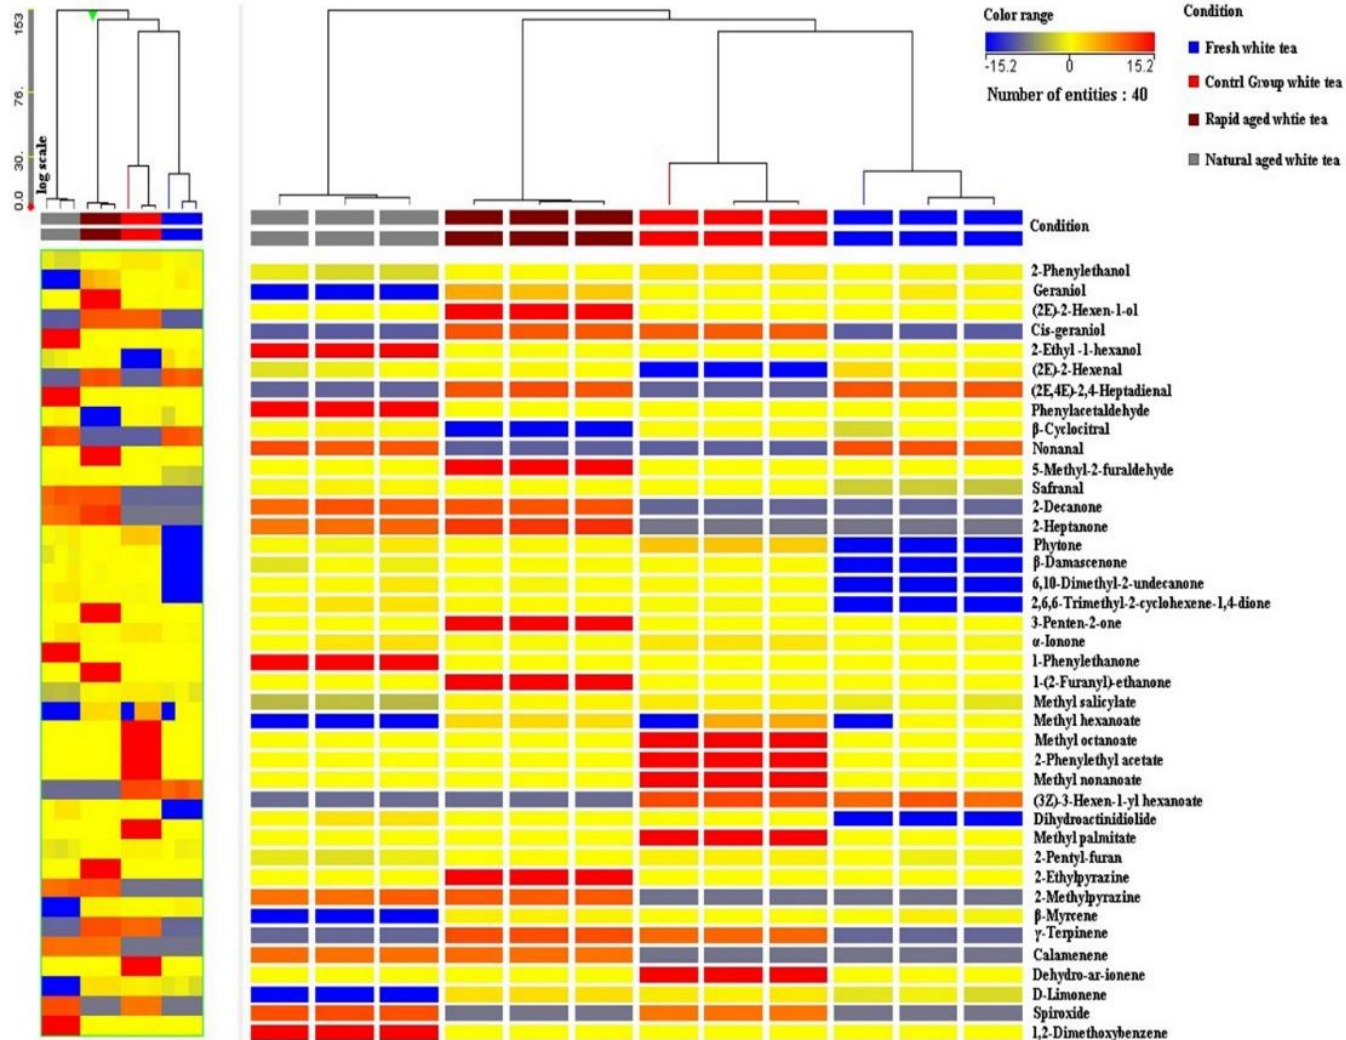 153
76.
30.
0.0
log scale
Color range
-15.2 0 15.2
Number of entities : 40
Condition
Fresh white tea
Contrl Group white tea
Rapid aged whtie tea
Natural aged white tea
Condition
2-Phenylethanol
Geraniol
(2E)-2-Hexen-1-ol
Cis-geraniol
2-Ethyl -1-hexanol
(2E)-2-Hexenal
(2E,4E)-2,4-Heptadienal
Phenylacetaldehyde
β-Cyclocitral
Nonanal
5-Methyl-2-furaldehyde
Safranal
2-Decanone
2-Heptanone
Phytone
β-Damascenone
6,10-Dimethyl-2-undecanone
2,6,6-Trimethyl-2-cyclohexene-1,4-dione
3-Penten-2-one
α-Ionone
1-Phenylethanone
1-(2-Furanyl)-ethanone
Methyl salicylate
Methyl hexanoate
Methyl octanoate
2-Phenylethyl acetate
Methyl nonanoate
(3Z)-3-Hexen-1-yl hexanoate
Dihydroactinidiolide
Methyl palmitate
2-Pentyl-furan
2-Ethylpyrazine
2-Methylpyrazine
β-Myrcene
γ-Terpinene
Calamenene
Dehydro-ar-ionene
D-Limonene
Spiroxide
1,2-Dimethoxybenzene